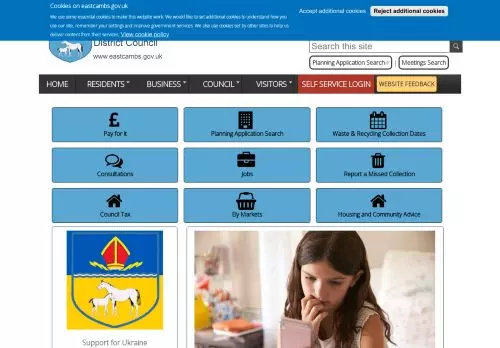 Cookies on eastcambs.gov.uk
We use some essential cookies to make this website work. We would like to set additional cookies to understand how you
can our site, remember your settings and improve government services. We also use cookies set by other sites to help us
deliver content from their services. View cookie policy
Accept additional cookies
Reject additional cookies
District Council
www.eastcambs.gov.uk
Search this site
Planning Application Search
|
Meetings Search
HOME
RESIDENTS
BUSINESS
COUNCIL
VISITORS
SELF SERVICE LOGIN
WEBSITE FEEDBACK
Pay for it
Planning Application Search
Waste & Recycling Collection Dates
Consultations
Jobs
Report a Missed Collection
Council Tax
Ely Markets
Housing and Community Advice
Support for Ukraine